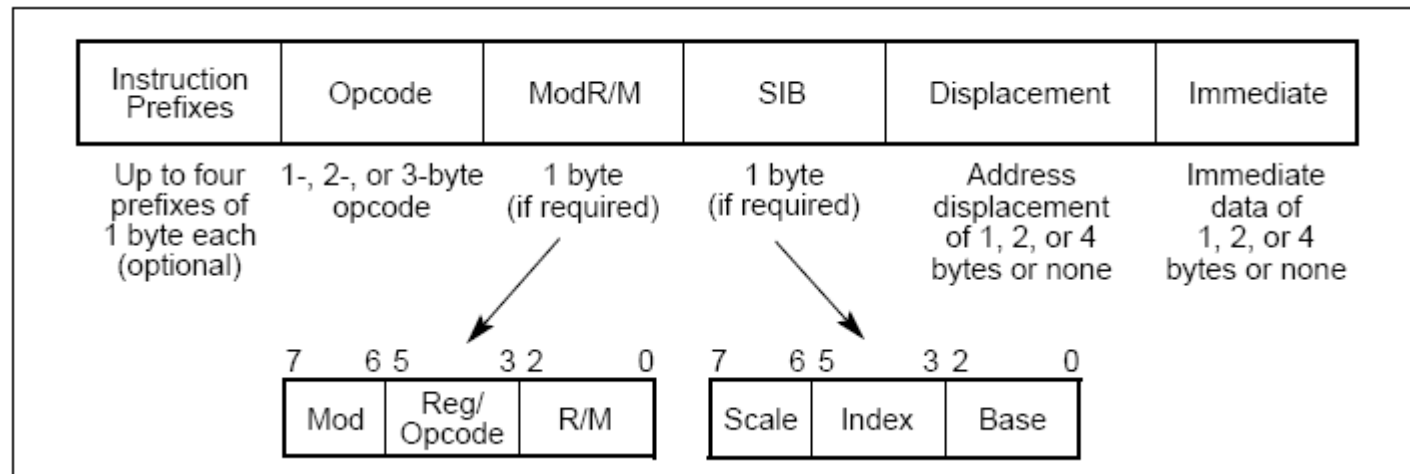 Instruction Prefixes
Opcode
ModR/M
SIB
Displacement
Immediate
Up to four
prefixes of
1 byte each
(optional)
1-, 2-, or 3-byte
opcode
1 byte
(if required)
1 byte
(if required)
Address
displacement
of 1, 2, or 4
bytes or none
Immediate
data of
1, 2, or 4
bytes or none
7 6 5 3 2 0
Mod
Reg/
Opcode
R/M
7 6 5 3 2 0
Scale
Index
Base